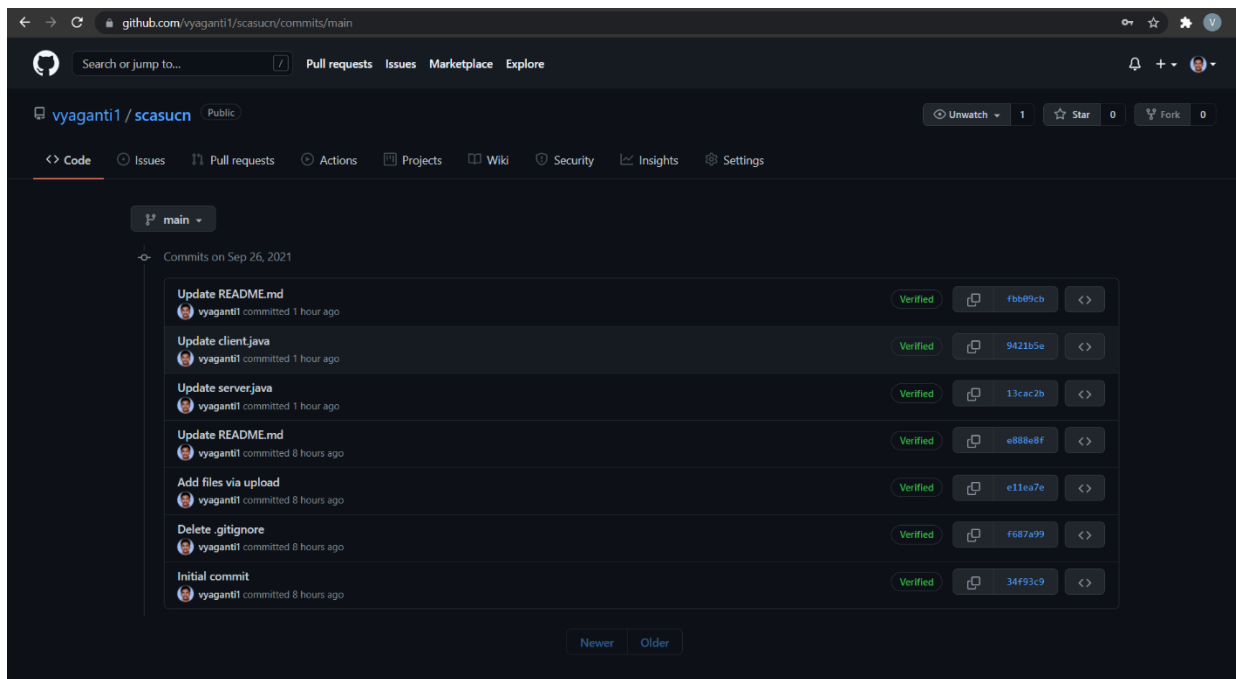 github.com/vyaganti1/scasucn/commits/main
V
Search or jump to... / Pull requests Issues Marketplace Explore
vyaganti1 / scasucn Public
Unwatch 1 Star 0 Fork 0
Code Issues Pull requests Actions Projects Wiki Security Insights Settings
main
Commits on Sep 26, 2021
Update README.md
vyaganti1 committed 1 hour ago
Verified fbb09cb
Update client.java
vyaganti1 committed 1 hour ago
Verified 9421b5e
Update server.java
vyaganti1 committed 1 hour ago
Verified 13cac2b
Update README.md
vyaganti1 committed 8 hours ago
Verified e888e8f
Add files via upload
vyaganti1 committed 8 hours ago
Verified e11ea7e
Delete .gitignore
vyaganti1 committed 8 hours ago
Verified f687a99
Initial commit
vyaganti1 committed 8 hours ago
Verified 34f93c9
Newer Older